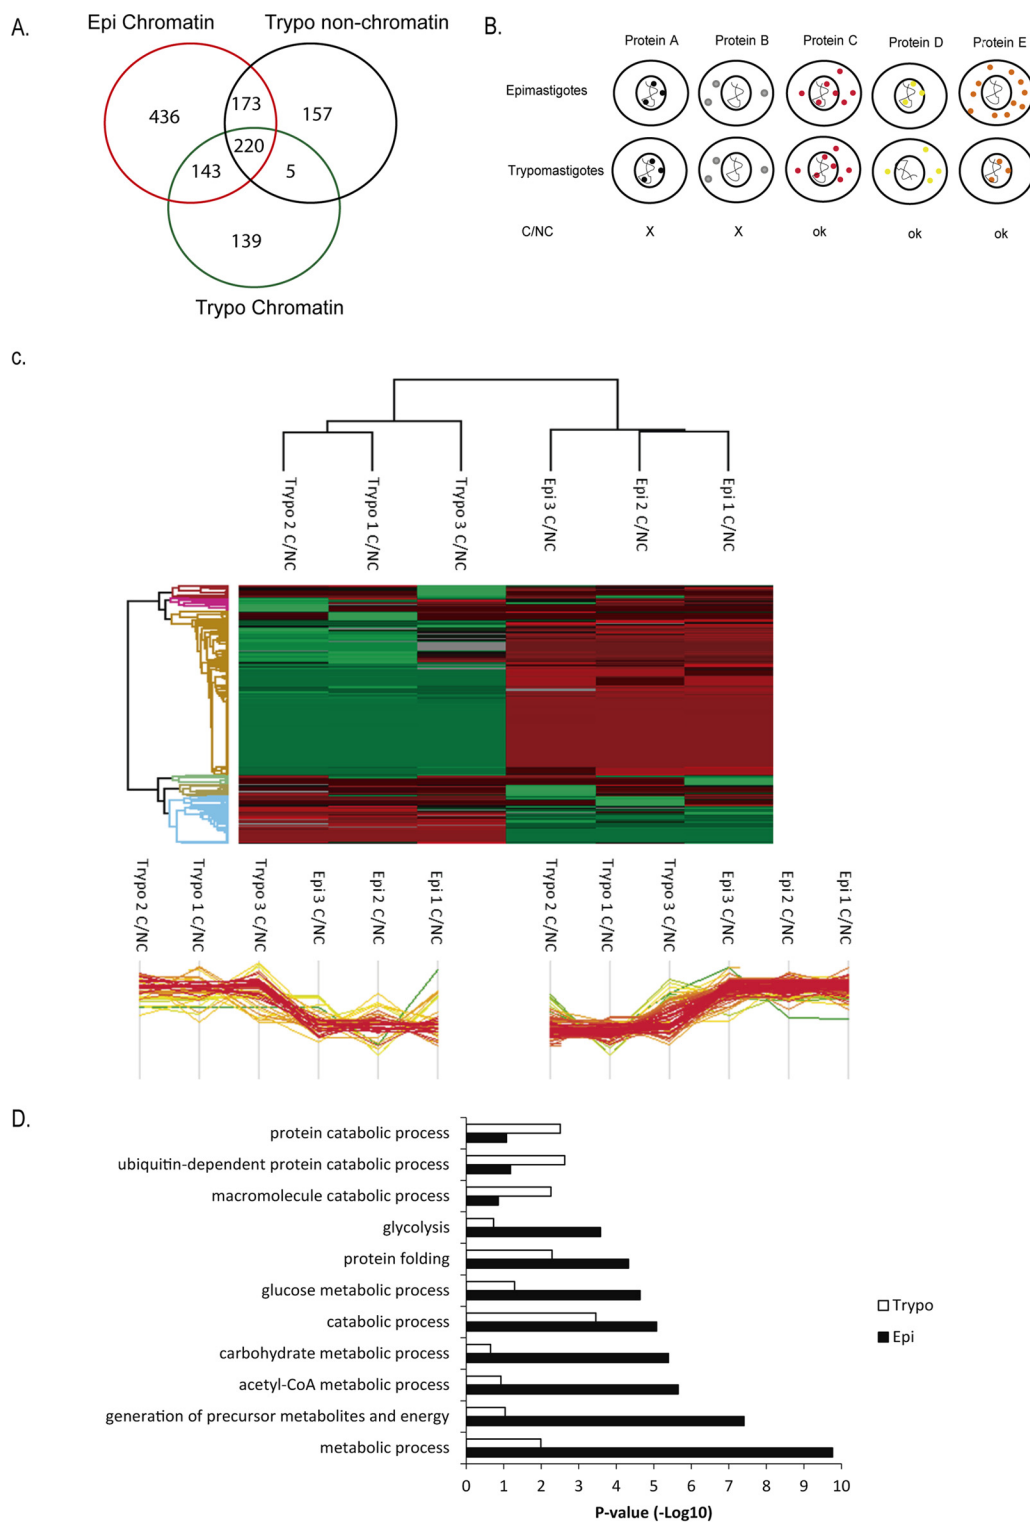 A.
Epi Chromatin
Trypo non-chromatin
436
173
157
220
143
5
139
Trypo Chromatin
B.
Protein A Protein B Protein C Protein D Protein E
Epimastigotes
Trypomastigotes
C/NC X X ok ok ok
c.
Trypo 2 C/NC
Trypo 1 C/NC
Trypo 3 C/NC
Epi 3 C/NC
Epi 2 C/NC
Epi 1 C/NC
Trypo 2 C/NC
Trypo 1 C/NC
Trypo 3 C/NC
Epi 3 C/NC
Epi 2 C/NC
Epi 1 C/NC
Trypo 2 C/NC
Trypo 1 C/NC
Trypo 3 C/NC
Epi 3 C/NC
Epi 2 C/NC
Epi 1 C/NC
D.
protein catabolic process
ubiquitin-dependent protein catabolic process
macromolecule catabolic process
glycolysis
protein folding
glucose metabolic process
catabolic process
carbohydrate metabolic process
acetyl-CoA metabolic process
generation of precursor metabolites and energy
metabolic process
Trypo
Epi
0 1 2 3 4 5 6 7 8 9 10
P-value (-Log10)